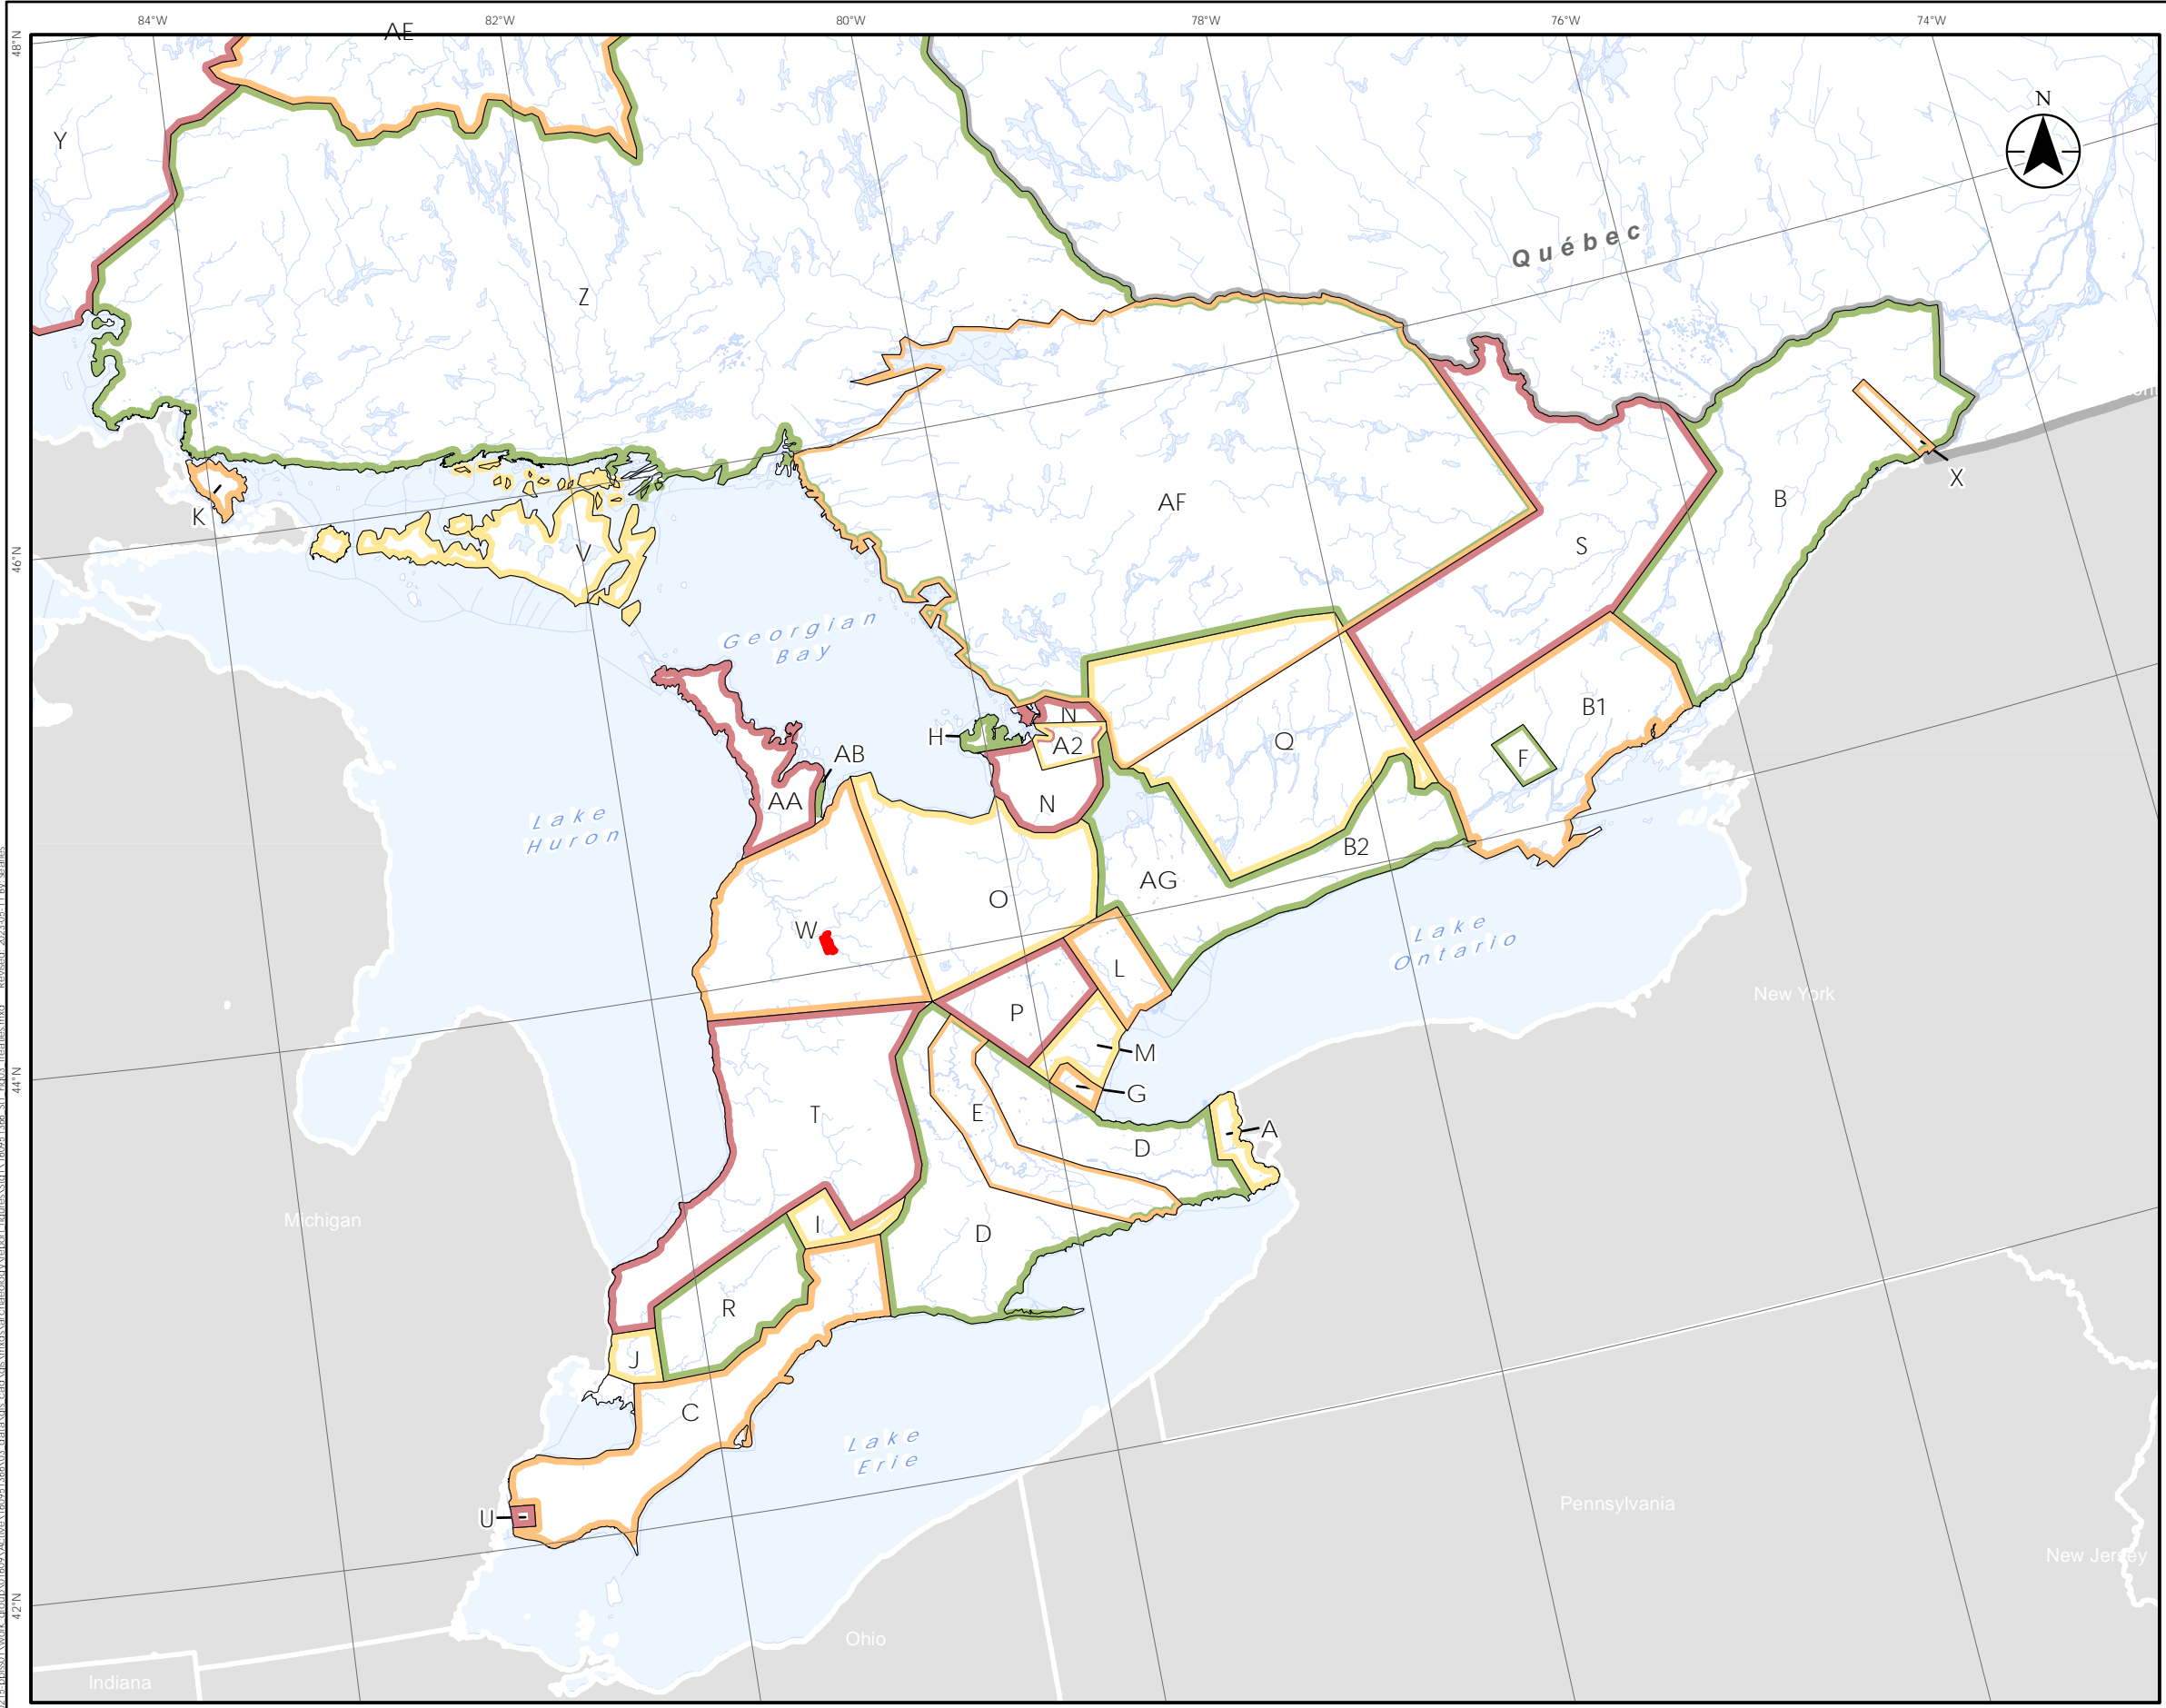 84°W
82°W
80°W
78°W
76°W
74°W
48°N
AE
N
Y
Québec
Z
K
V
AF
S
B
X
46°N
Georgian
Bay
N
H
A2
AB
AA
N
Q
B1
F
Lake
Huron
B2
AG
O
W
Lake
Ontario
L
New York
P
M
44°N
G
E
T
A
D
Michigan
I
D
R
J
C
Lake
Erie
U
Pennsylvania
New Jersey
42°N
Ohio
Indiana